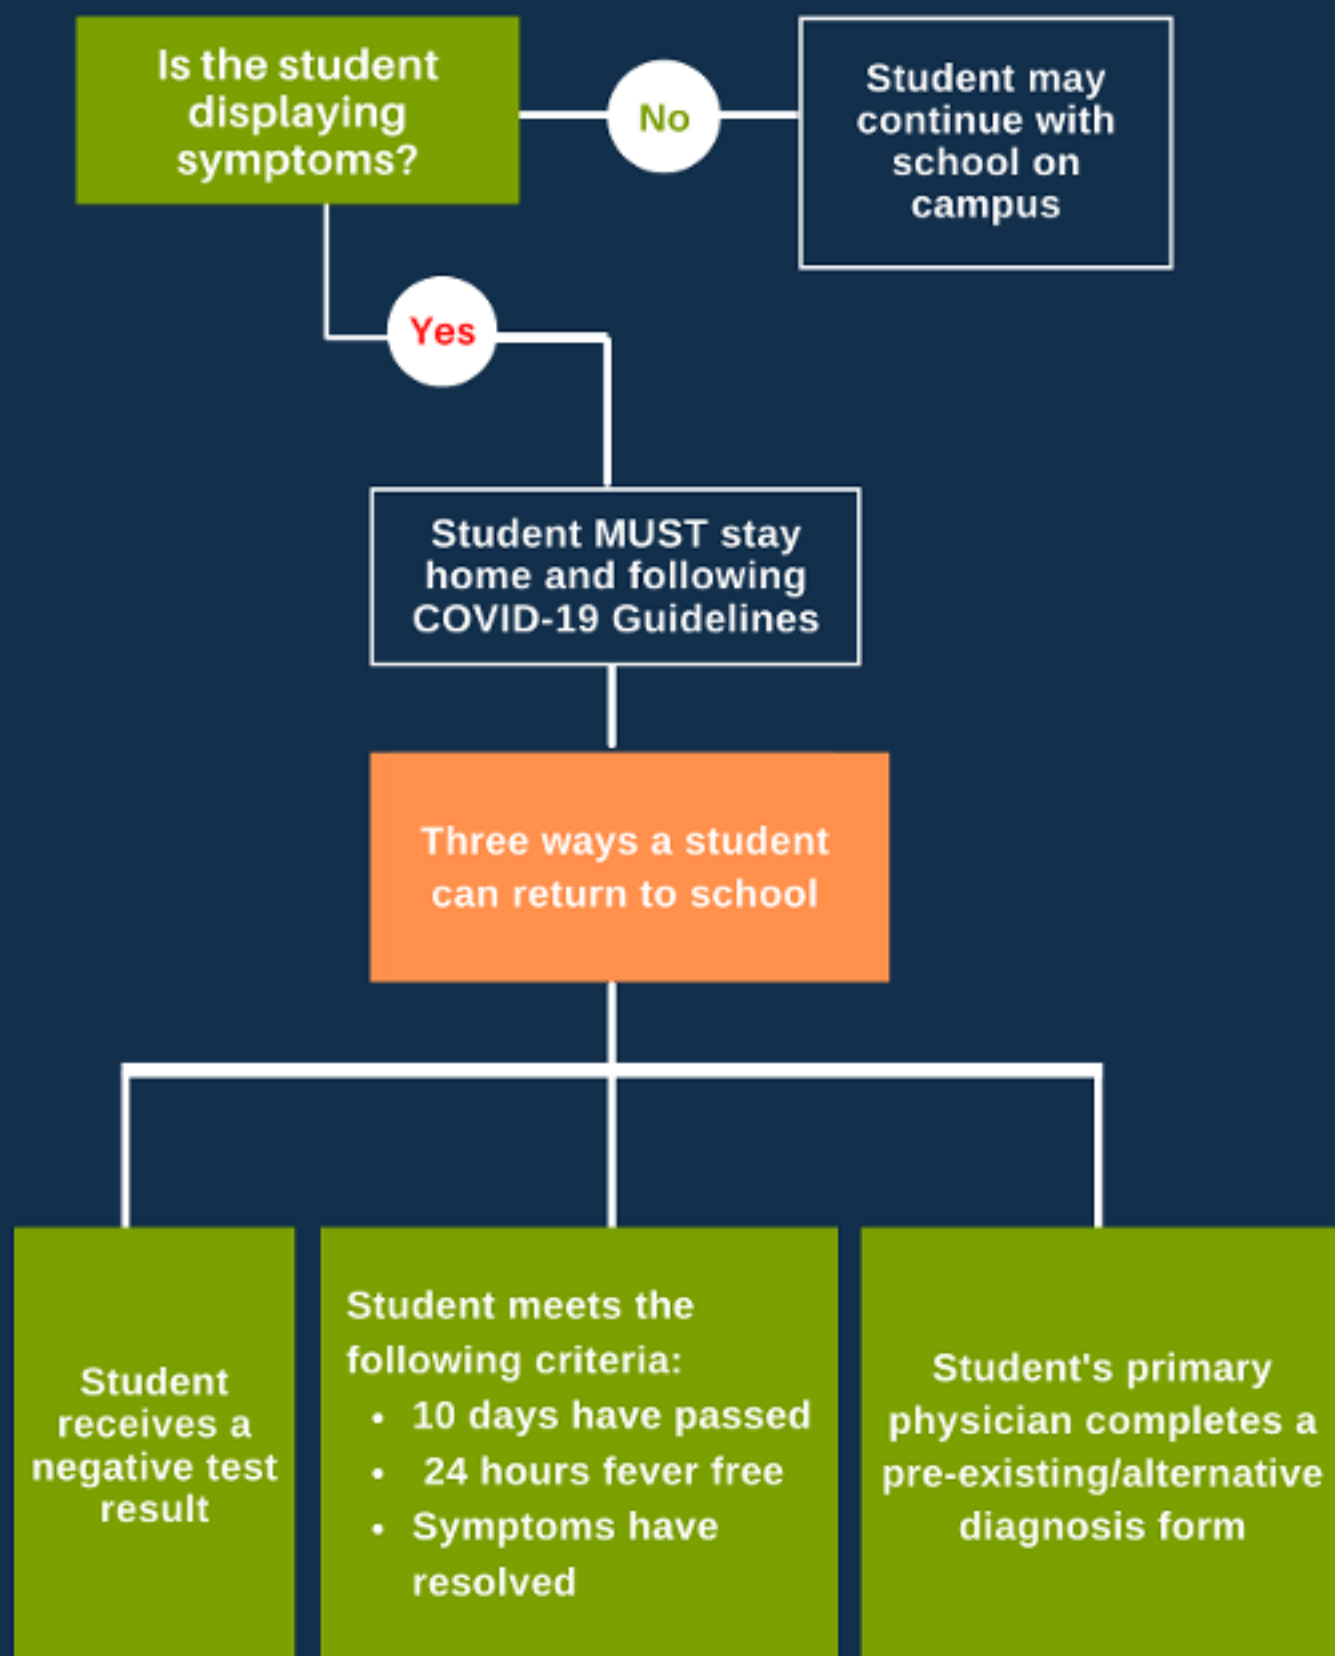 Is the student
displaying
symptoms?
No
Student may
continue with
school on
campus
Yes
Student MUST stay
home and following
COVID-19 Guidelines
Three ways a student
can return to school
Student
receives a
negative test
result
Student meets the
following criteria:
• 10 days have passed
• 24 hours fever free
• Symptoms have
resolved
Student's primary
physician completes a
pre-existing/alternative
diagnosis form